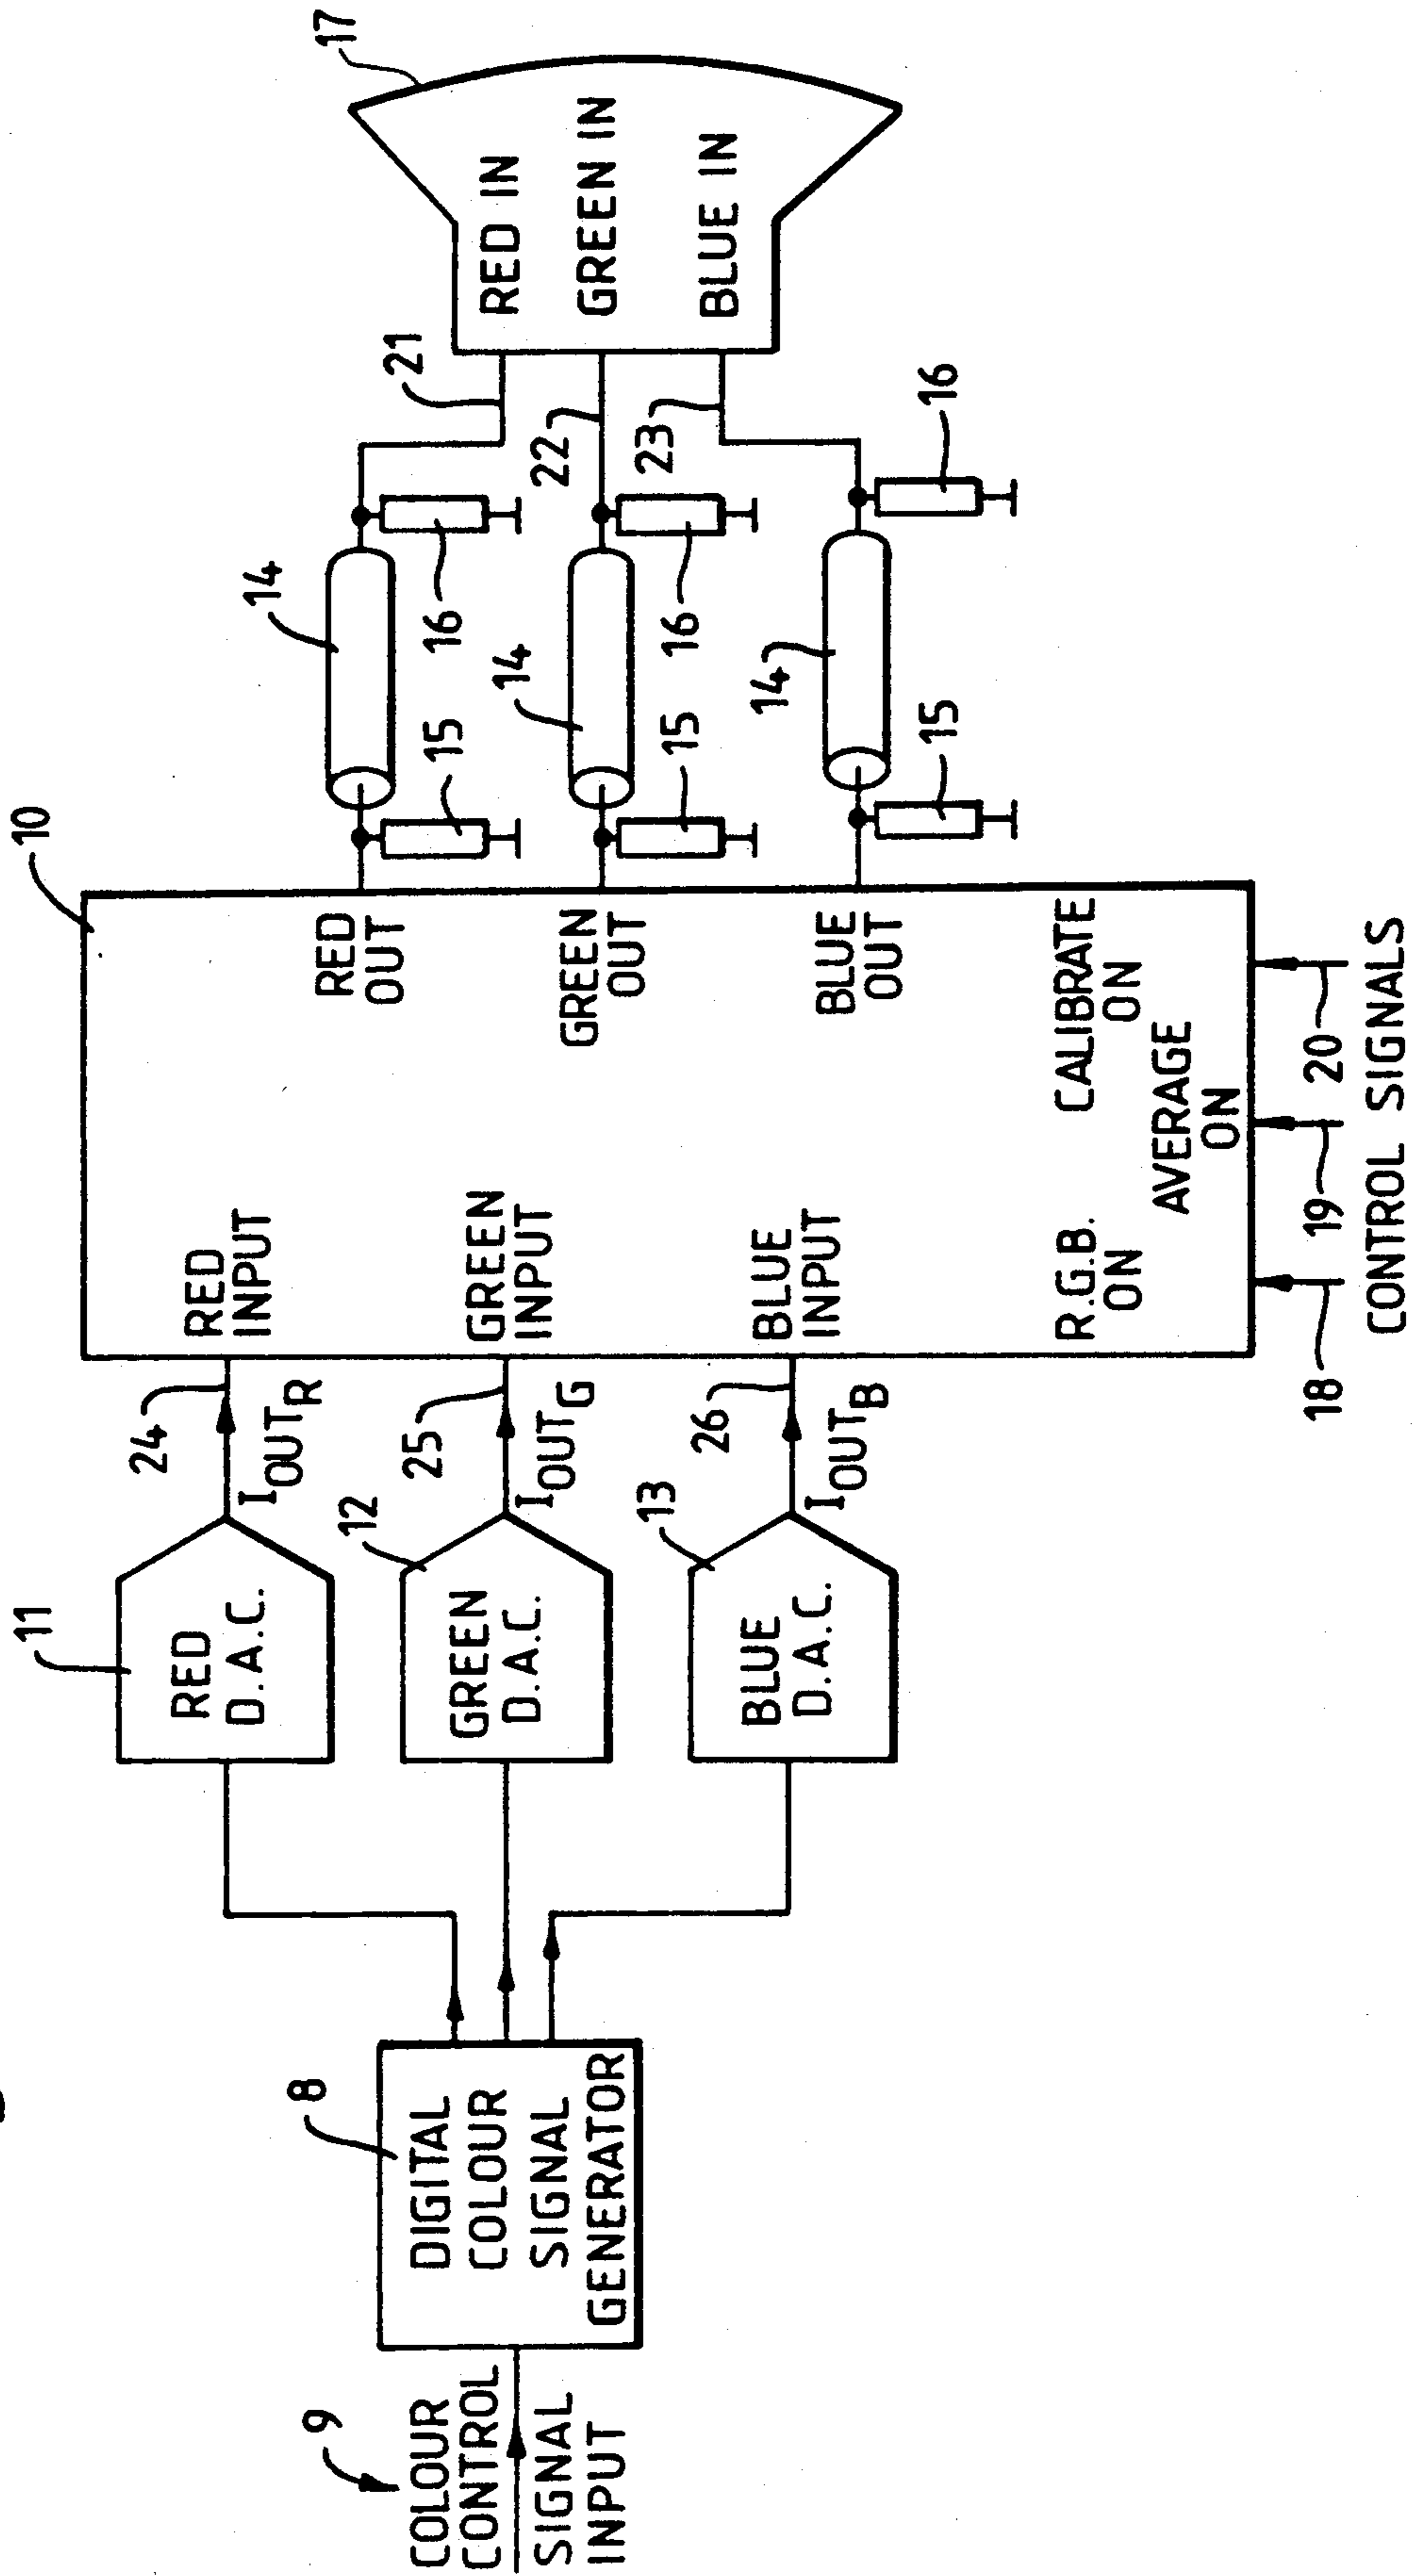 9
COLOUR
CONTROL
SIGNAL
INPUT
8
DIGITAL
COLOUR
SIGNAL
GENERATOR
11
RED
D.A.C.
12
GREEN
D.A.C.
13
BLUE
D.A.C.
24
IOUTR
25
IOUTG
26
IOUTB
10
RED
INPUT
GREEN
INPUT
BLUE
INPUT
RED
OUT
GREEN
OUT
BLUE
OUT
R.G.B.
ON
AVERAGE
ON
CALIBRATE
ON
18
19
20
CONTROL SIGNALS
14
15
16
14
15
16
14
15
16
21
22
23
17
RED IN
GREEN IN
BLUE IN